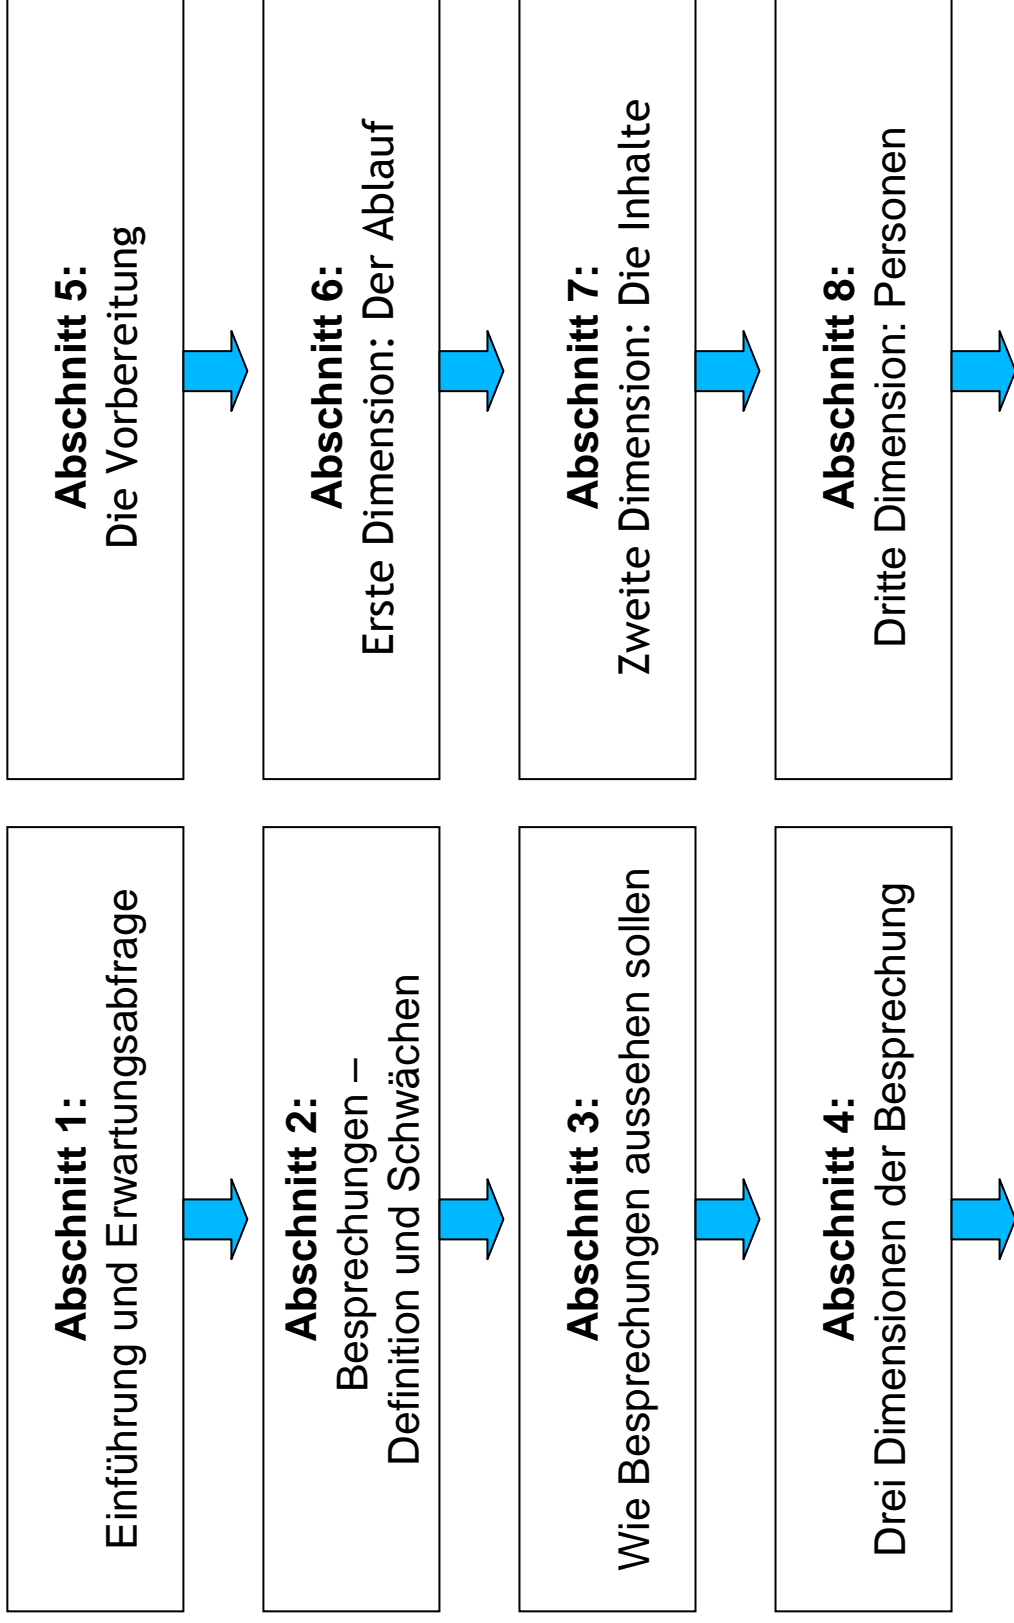 Abschnitt 1:
Einführung und Erwartungsabfrage
Abschnitt 2:
Besprechungen –
Definition und Schwächen
Abschnitt 3:
Wie Besprechungen aussehen sollen
Abschnitt 4:
Drei Dimensionen der Besprechung
Abschnitt 5:
Die Vorbereitung
Abschnitt 6:
Erste Dimension: Der Ablauf
Abschnitt 7:
Zweite Dimension: Die Inhalte
Abschnitt 8:
Dritte Dimension: Personen